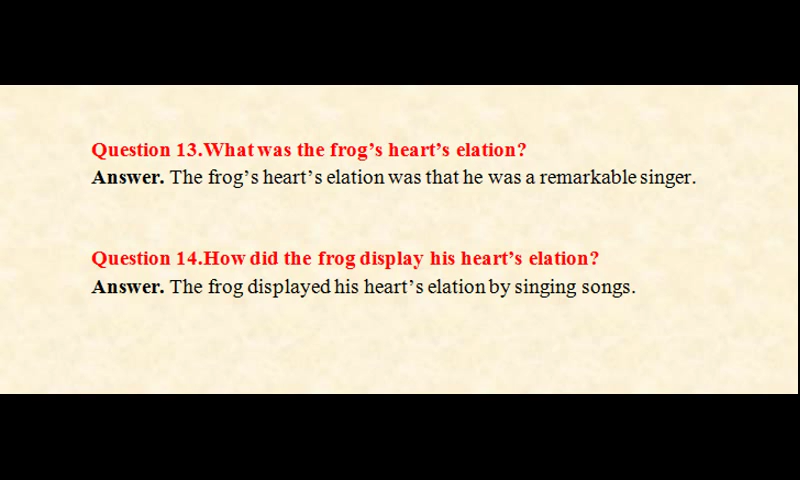 Question 13.What was the frog’s heart’s elation?
Answer. The frog’s heart’s elation was that he was a remarkable singer.
Question 14.How did the frog display his heart’s elation?
Answer. The frog displayed his heart’s elation by singing songs.